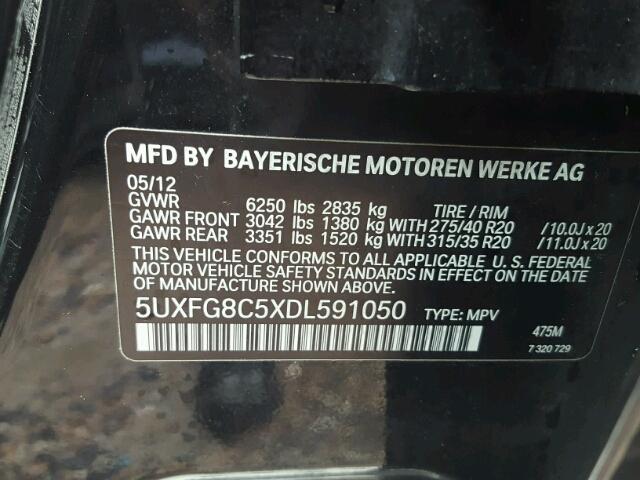 MFD BY BAYERISCHE MOTOREN WERKE AG
05/12
GVWR 6250 lbs 2835 kg TIRE / RIM
GAWR FRONT 3042 lbs 1380 kg WITH 275/40 R20 /10.0J x 20
GAWR REAR 3351 lbs 1520 kg WITH 315/35 R20 /11.0J x 20
THIS VEHICLE CONFORMS TO ALL APPLICABLE FEDERAL
MOTOR VEHICLE SAFETY STANDARDS IN EFFECT ON THE DATE
OF MANUFACTURE SHOWN ABOVE.
5UXFG8C5XDL591050 TYPE: MPV
475M
7 320 729